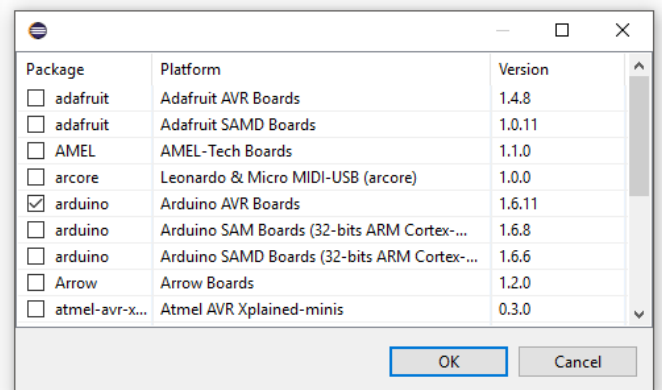 Package Platform Version
adafruit Adafruit AVR Boards 1.4.8
adafruit Adafruit SAMD Boards 1.0.11
AMEL AMEL-Tech Boards 1.1.0
arcore Leonardo & Micro MIDI-USB (arcore) 1.0.0
arduino Arduino AVR Boards 1.6.11
arduino Arduino SAM Boards (32-bits ARM Cortex-... 1.6.8
arduino Arduino SAMD Boards (32-bits ARM Cortex-... 1.6.6
Arrow Arrow Boards 1.2.0
atmel-avr-x... Atmel AVR Xplained-minis 0.3.0
OK Cancel